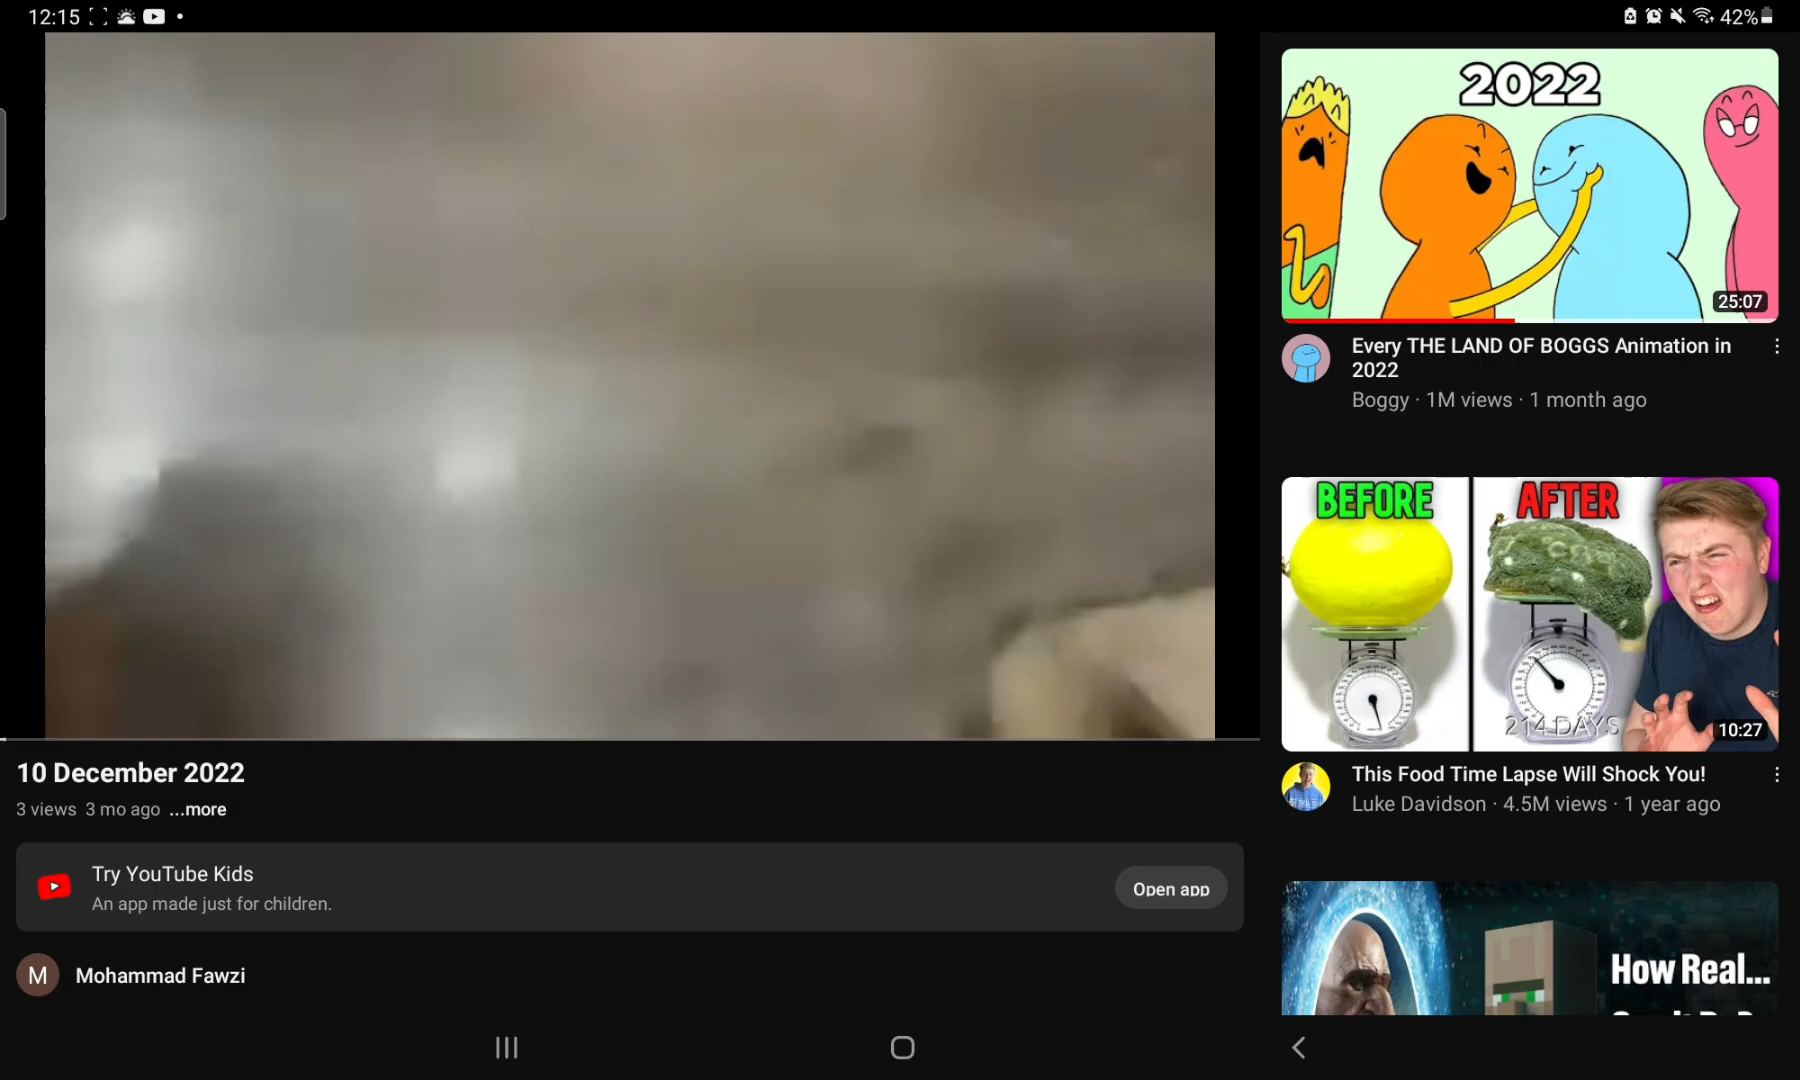 12:15
42%
10 December 2022
3 views 3 mo ago ...more
Try YouTube Kids
An app made just for children.
Open app
M
Mohammad Fawzi
2022
25:07
Every THE LAND OF BOGGS Animation in
2022
Boggy · 1M views · 1 month ago
BEFORE
AFTER
214 DAYS
10:27
This Food Time Lapse Will Shock You!
Luke Davidson · 4.5M views · 1 year ago
How Real...